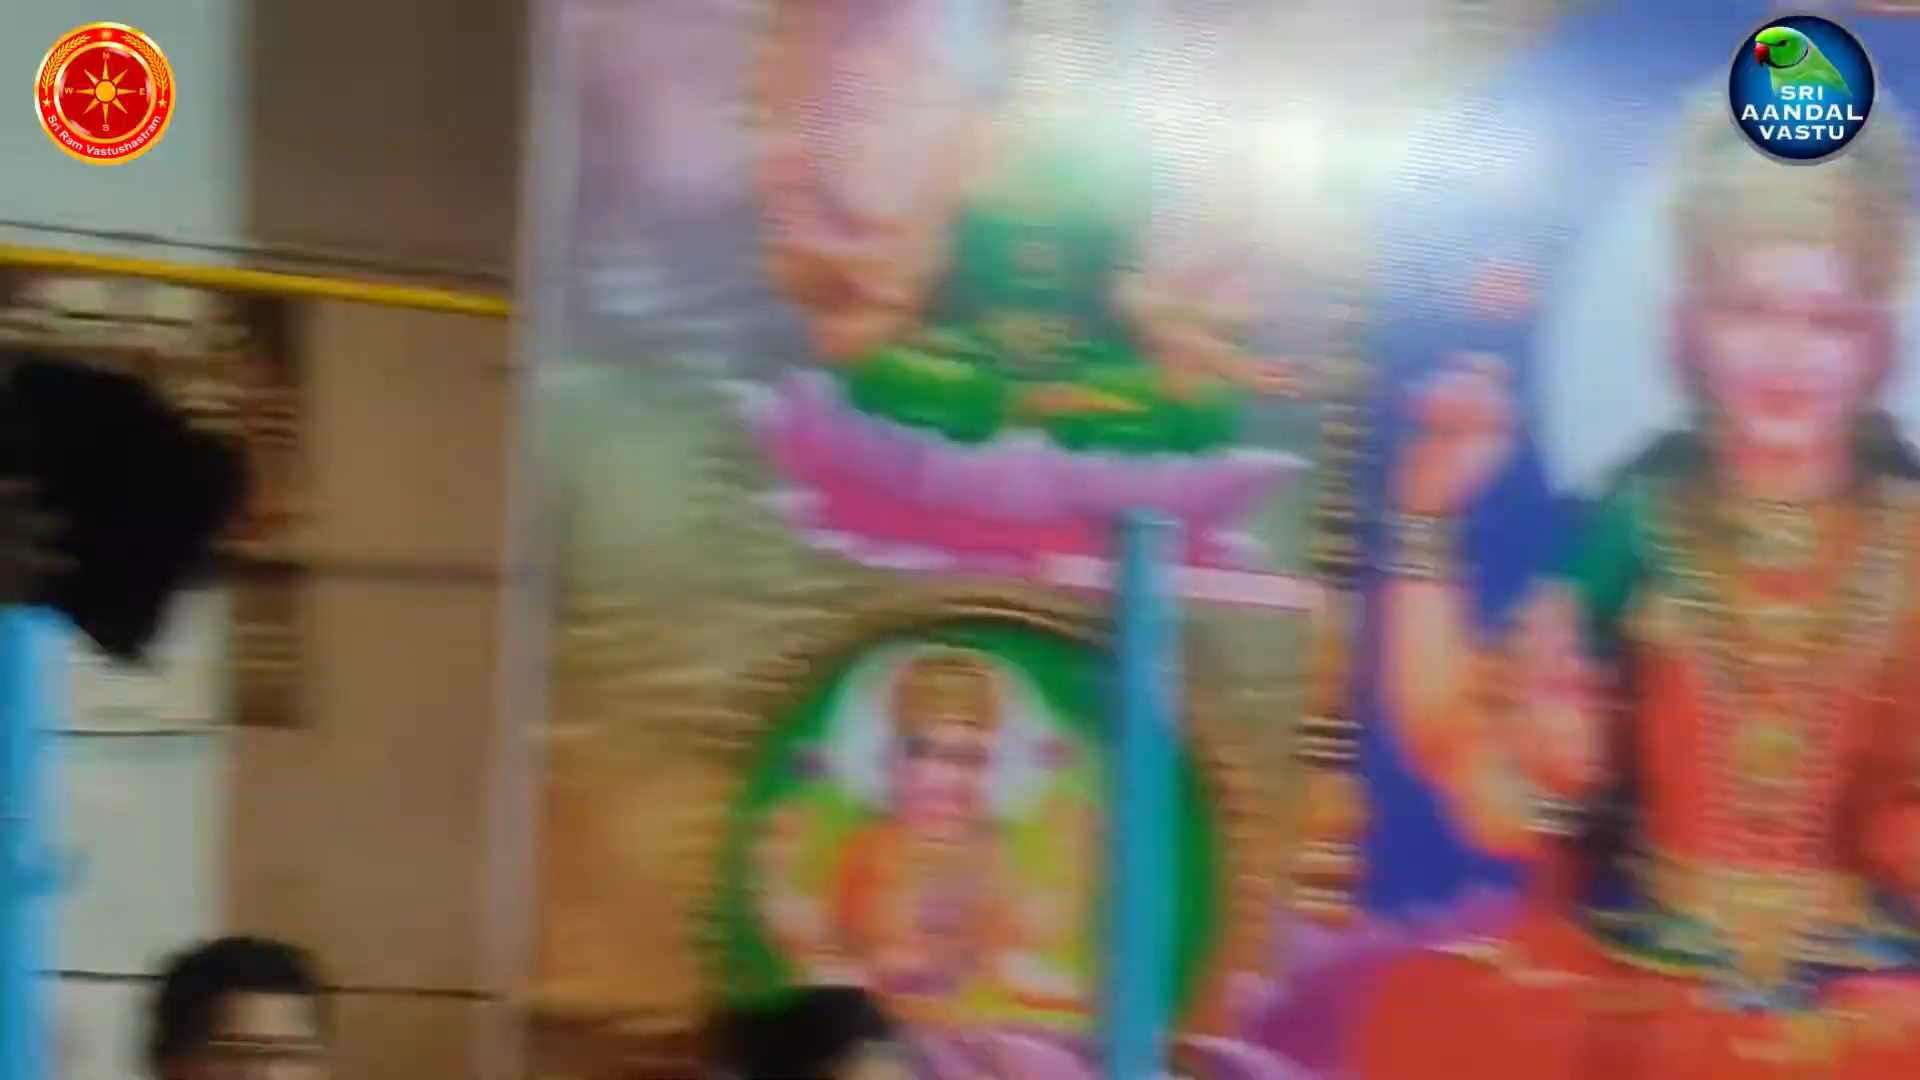 N
W E
S
Sri Ram Vastushastram
SRI
AANDAL
VASTU